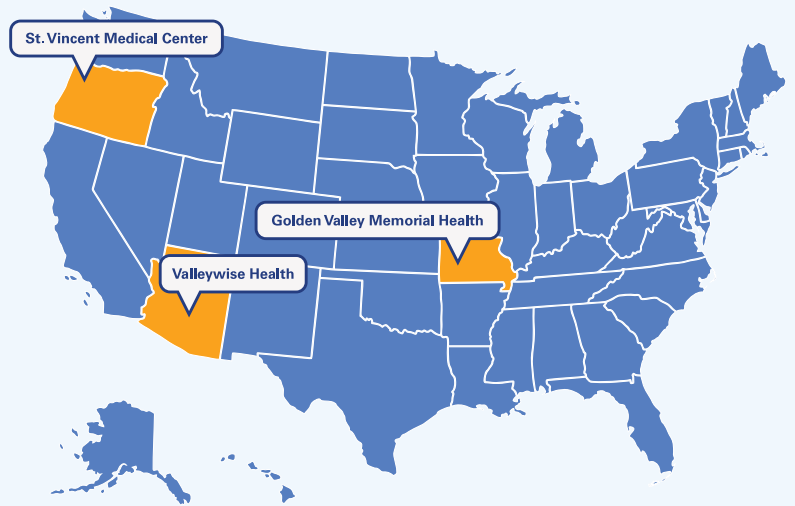 St. Vincent Medical Center
Golden Valley Memorial Health
Valleywise Health